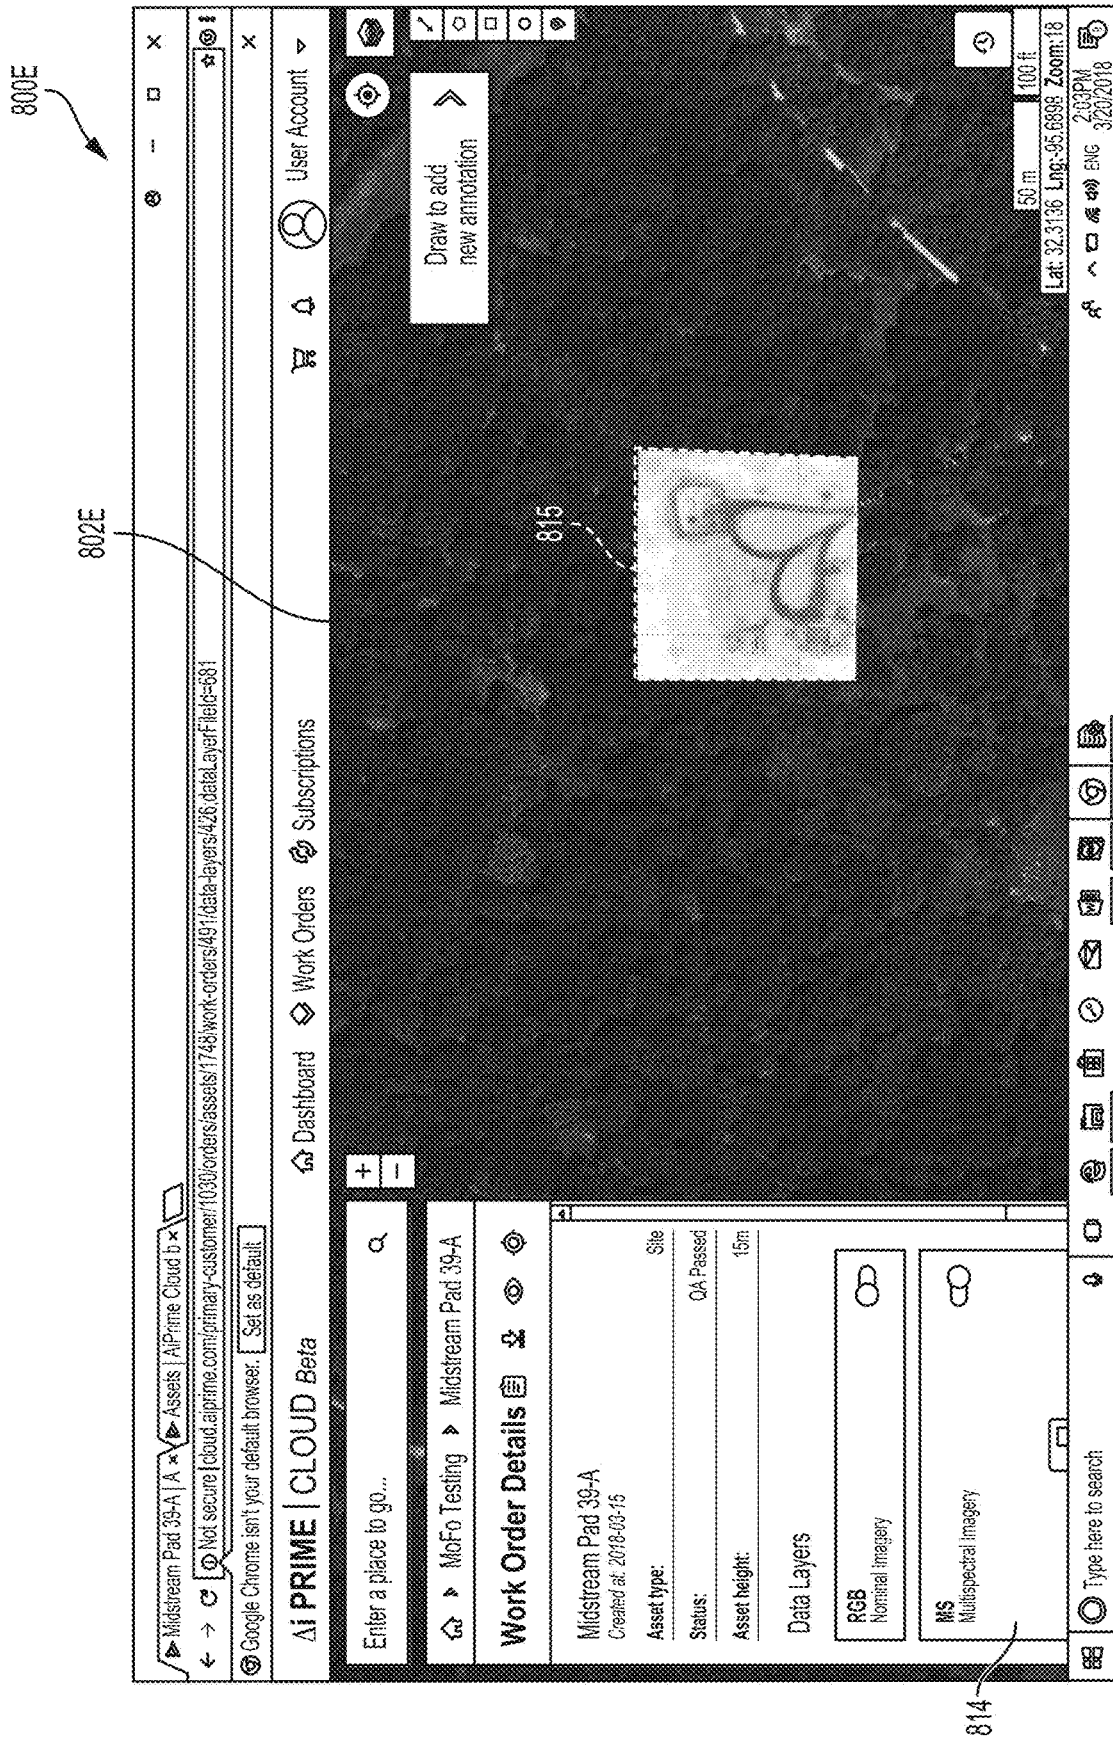 800E
802E
Midstream Pad 39-A | A ×
Assets | AiPrime Cloud b ×
Not secure | cloud.aiprime.com/primary-customer/1030/orders/assets/1748/work-orders/491/data-layers/426;dataLayerFileId=681
Google Chrome isn't your default browser. Set as default
Ai PRIME | CLOUD Beta
Dashboard
Work Orders
Subscriptions
User Account
Enter a place to go...
+
−
MoFo Testing
Midstream Pad 39-A
Work Order Details
Midstream Pad 39-A
Created at: 2018-03-15
Asset type: Site
Status: QA Passed
Asset height: 15m
Data Layers
RGB
Nominal Imagery
MS
Multispectral Imagery
814
Draw to add
new annotation
815
50 m
100 ft
Lat: 32.3136 Lng:-95.6898 Zoom:18
Type here to search
ENG
2:03PM
3/20/2018